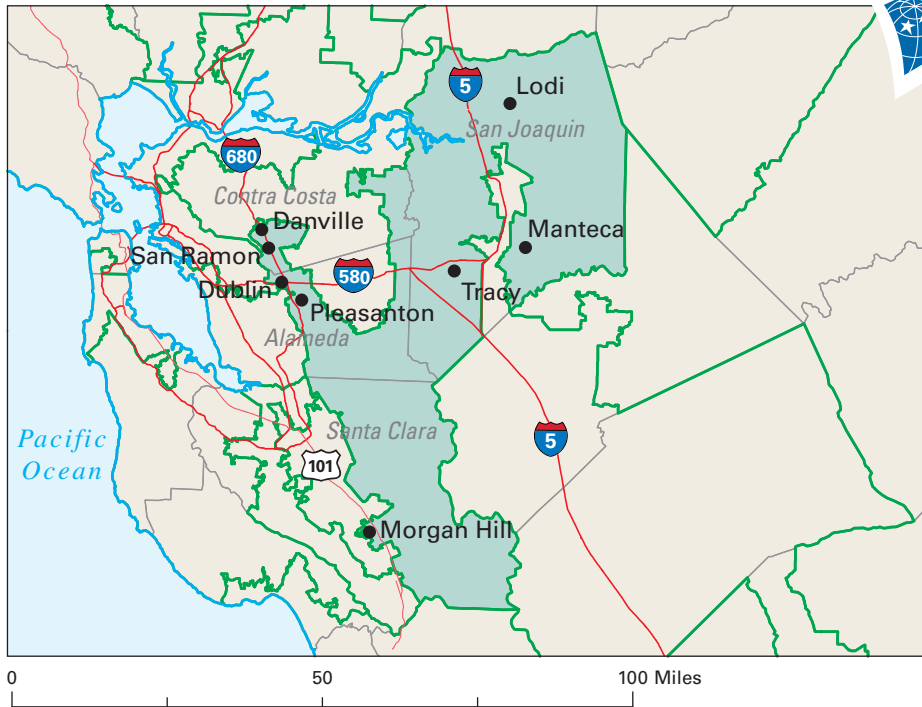 5
Lodi
San Joaquin
680
Contra Costa
Danville
Manteca
San Ramon
580
Dublin
Tracy
Pleasanton
Alameda
Santa Clara
5
Pacific
Ocean
101
Morgan Hill
0
50
100 Miles